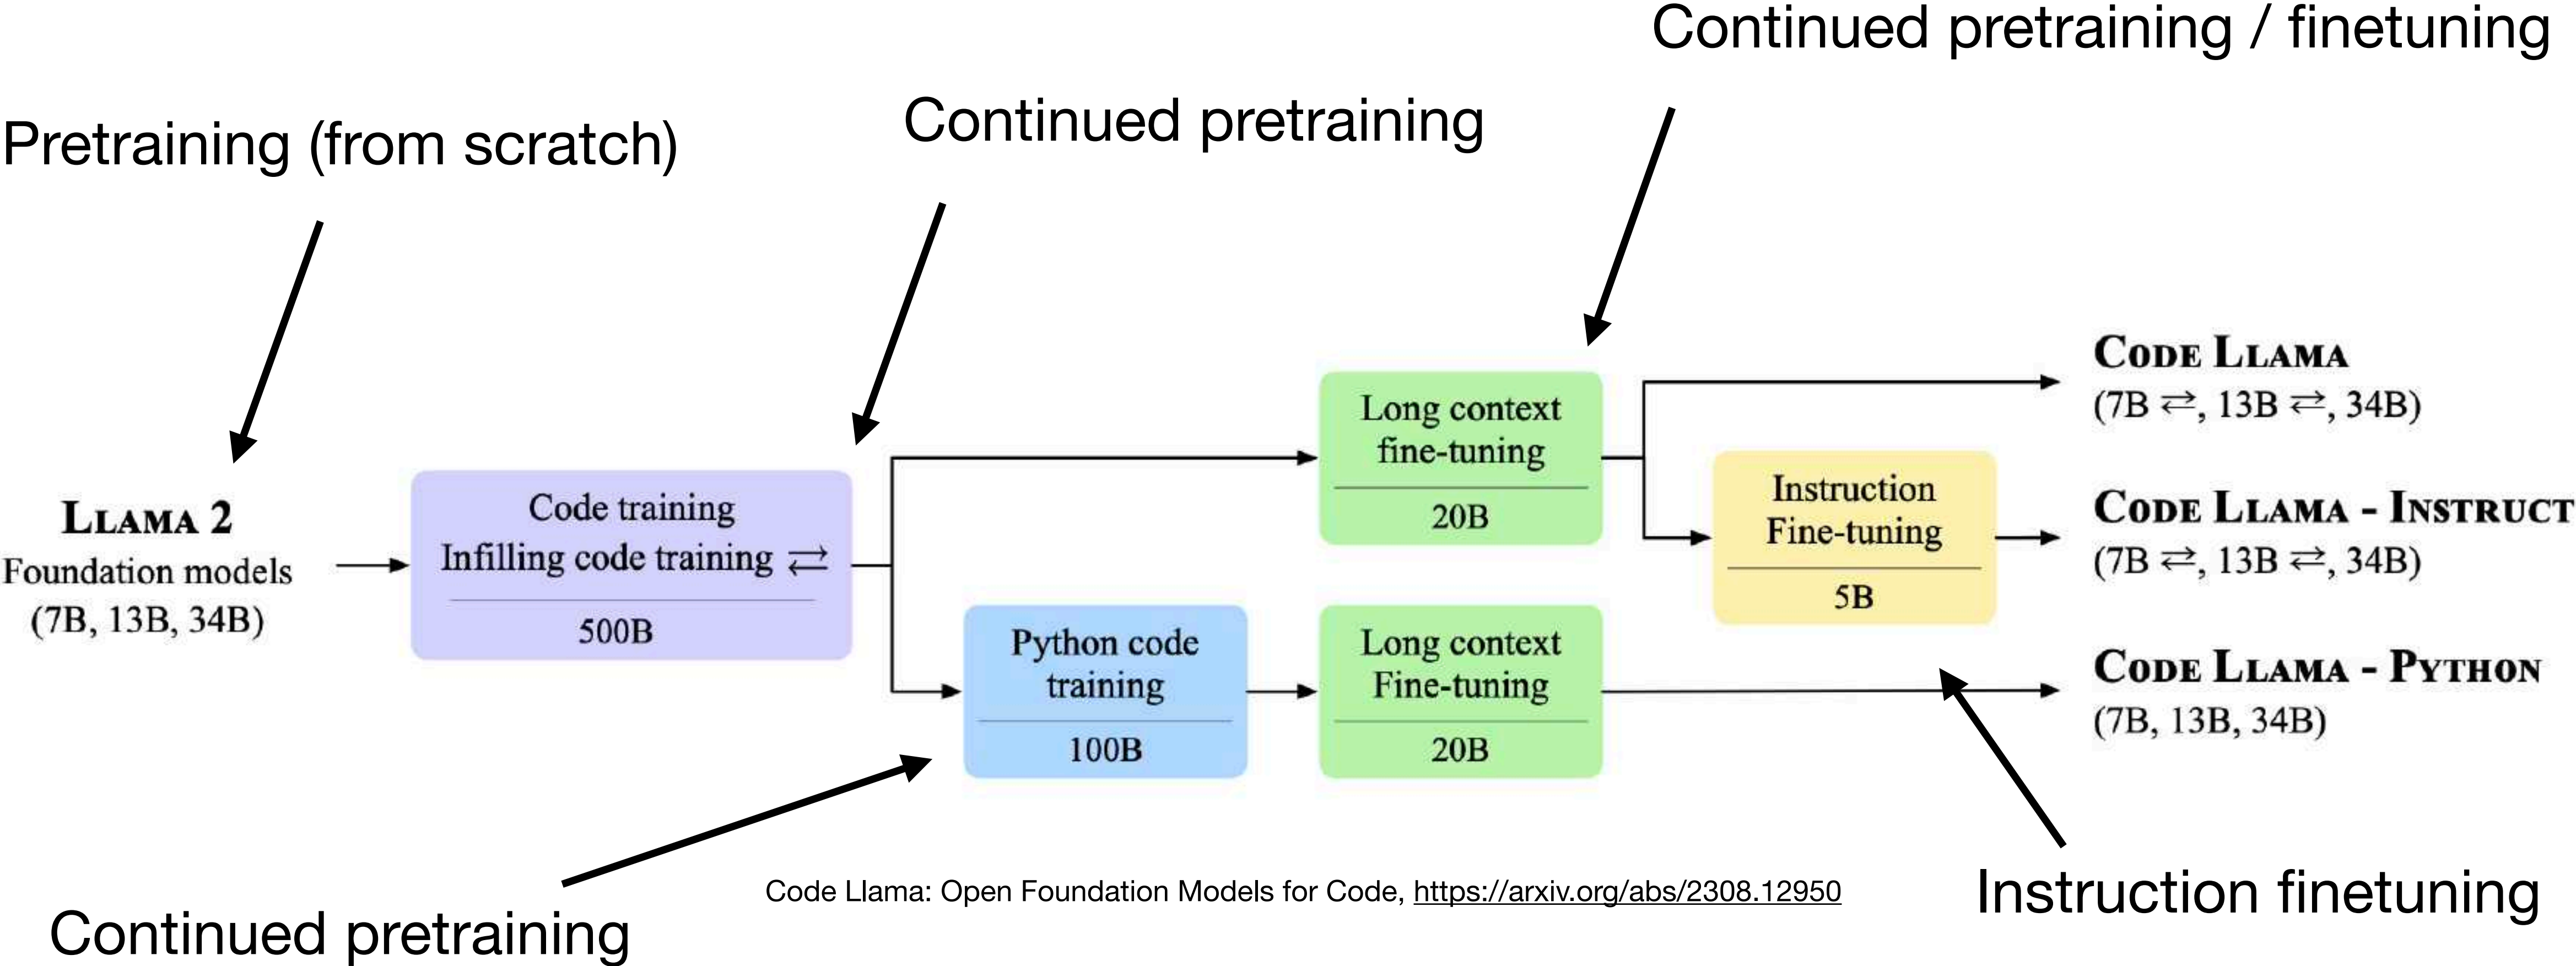 Continued pretraining / finetuning
Continued pretraining
Pretraining (from scratch)
LLAMA 2
Foundation models
(7B, 13B, 34B)
Code training
Infilling code training ⇄
500B
Long context
fine-tuning
20B
Python code
training
100B
Long context
Fine-tuning
20B
Instruction
Fine-tuning
5B
CODE LLAMA
(7B ⇄, 13B ⇄, 34B)
CODE LLAMA - INSTRUCT
(7B ⇄, 13B ⇄, 34B)
CODE LLAMA - PYTHON
(7B, 13B, 34B)
Code Llama: Open Foundation Models for Code, https://arxiv.org/abs/2308.12950
Instruction finetuning
Continued pretraining